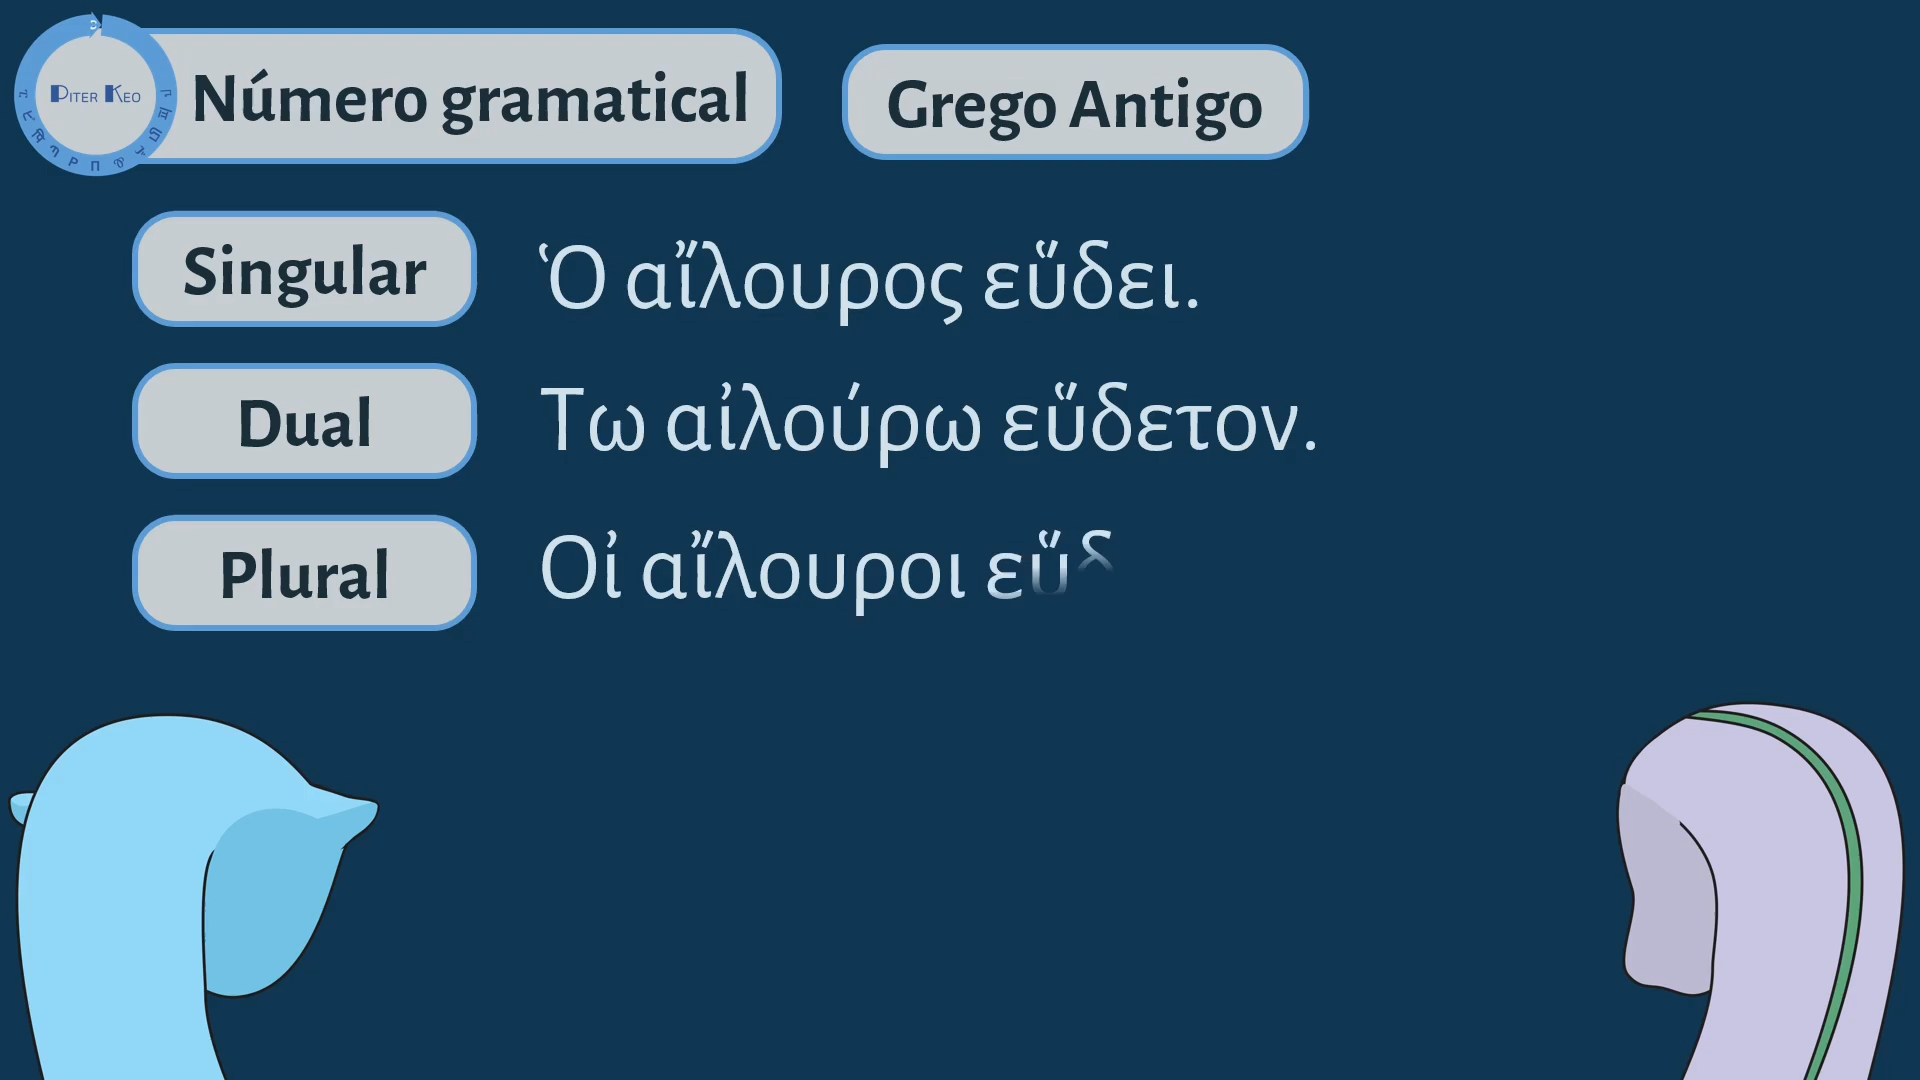 PITER KEO
Número gramatical
Grego Antigo
Singular
Ὁ αἴλουρος εὕδει.
Dual
Τω αἰλούρω εὕδετον.
Plural
Οἱ αἴλουροι